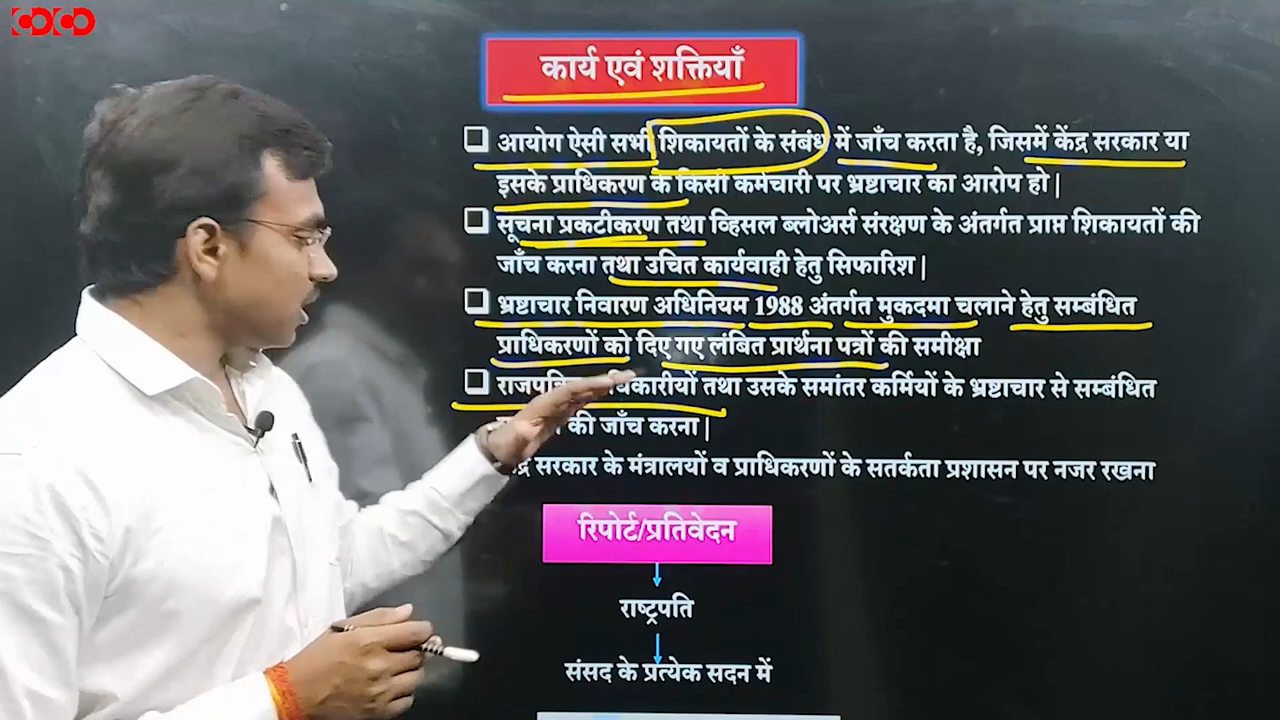 कार्य एवं शक्तियाँ
आयोग ऐसी सभी शिकायतों के संबंध में जाँच करता है, जिसमें केंद्र सरकार या
इसके प्राधिकरण के किसी कर्मचारी पर भ्रष्टाचार का आरोप हो |
सूचना प्रकटीकरण तथा व्हिसल ब्लोअर्स संरक्षण के अंतर्गत प्राप्त शिकायतों की
जाँच करना तथा उचित कार्यवाही हेतु सिफारिश |
भ्रष्टाचार निवारण अधिनियम 1988 अंतर्गत मुकदमा चलाने हेतु सम्बंधित
प्राधिकरणों को दिए गए लंबित प्रार्थना पत्रों की समीक्षा
तथा उसके समांतर कर्मियों के भ्रष्टाचार से सम्बंधित
की जाँच करना |
सरकार के मंत्रालयों व प्राधिकरणों के सतर्कता प्रशासन पर नजर रखना
रिपोर्ट/प्रतिवेदन
राष्ट्रपति
संसद के प्रत्येक सदन में